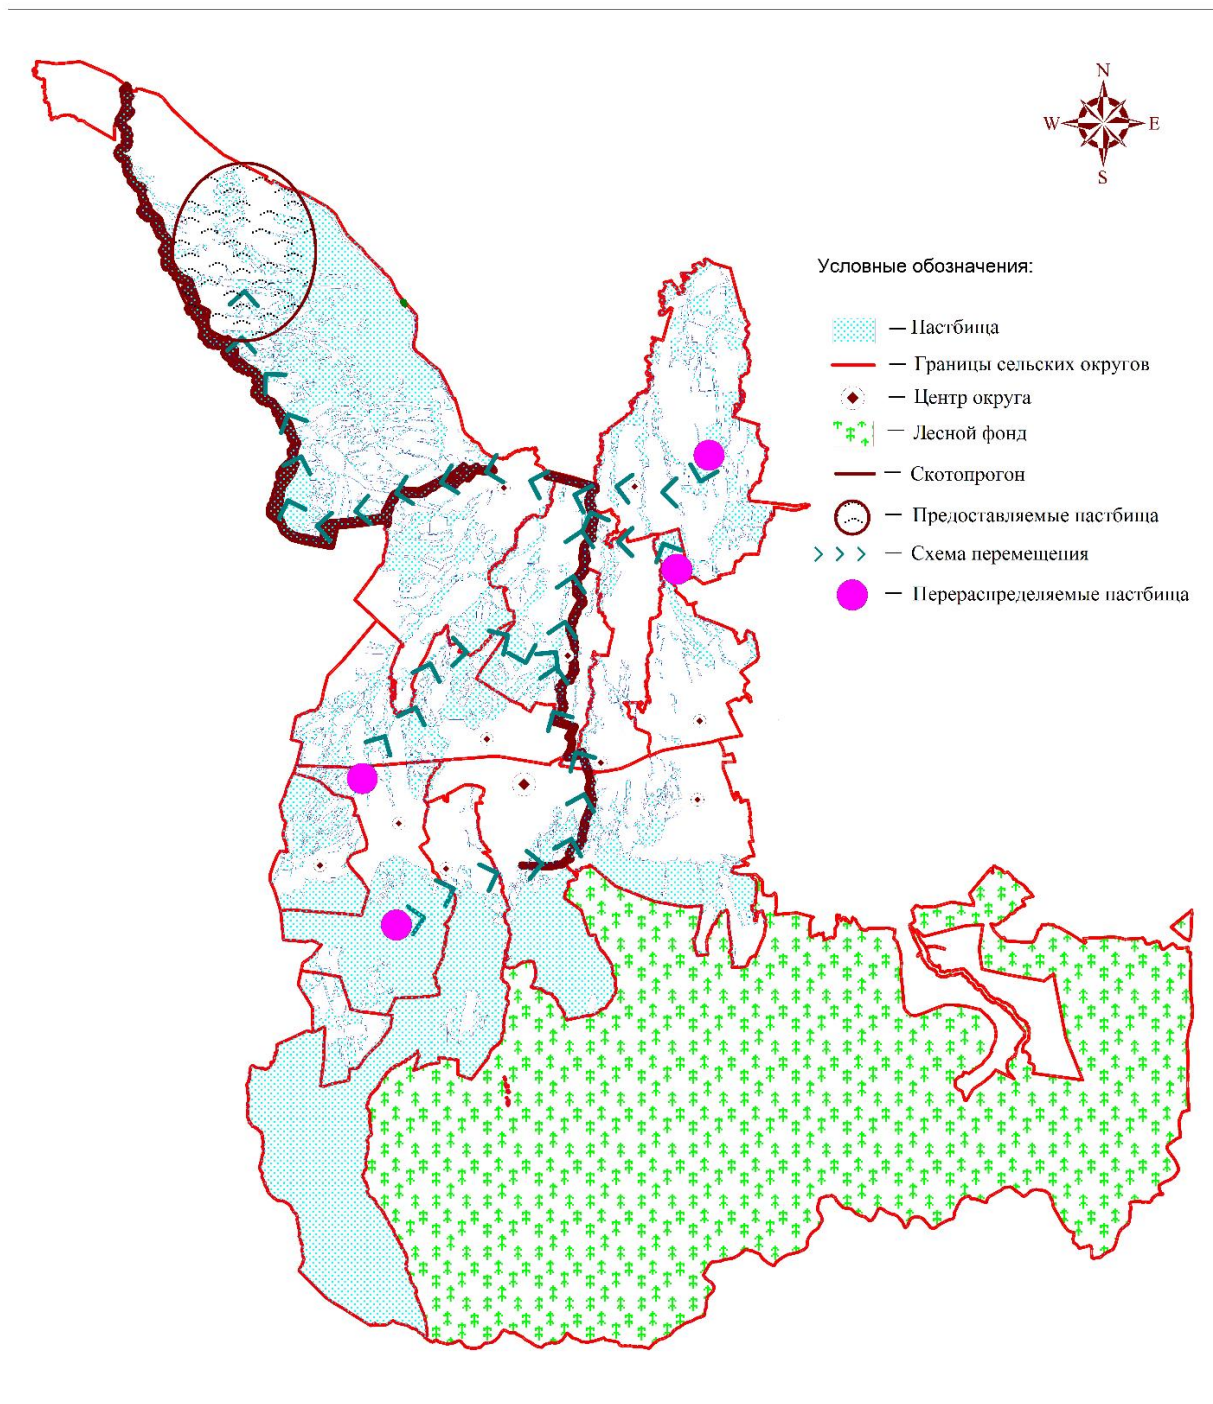 N
W E
S
Условные обозначения:
— Пастбища
— Границы сельских округов
— Центр округа
— Лесной фонд
— Скотопрогон
— Предоставляемые пастбища
— Схема перемещения
— Перераспределяемые пастбища